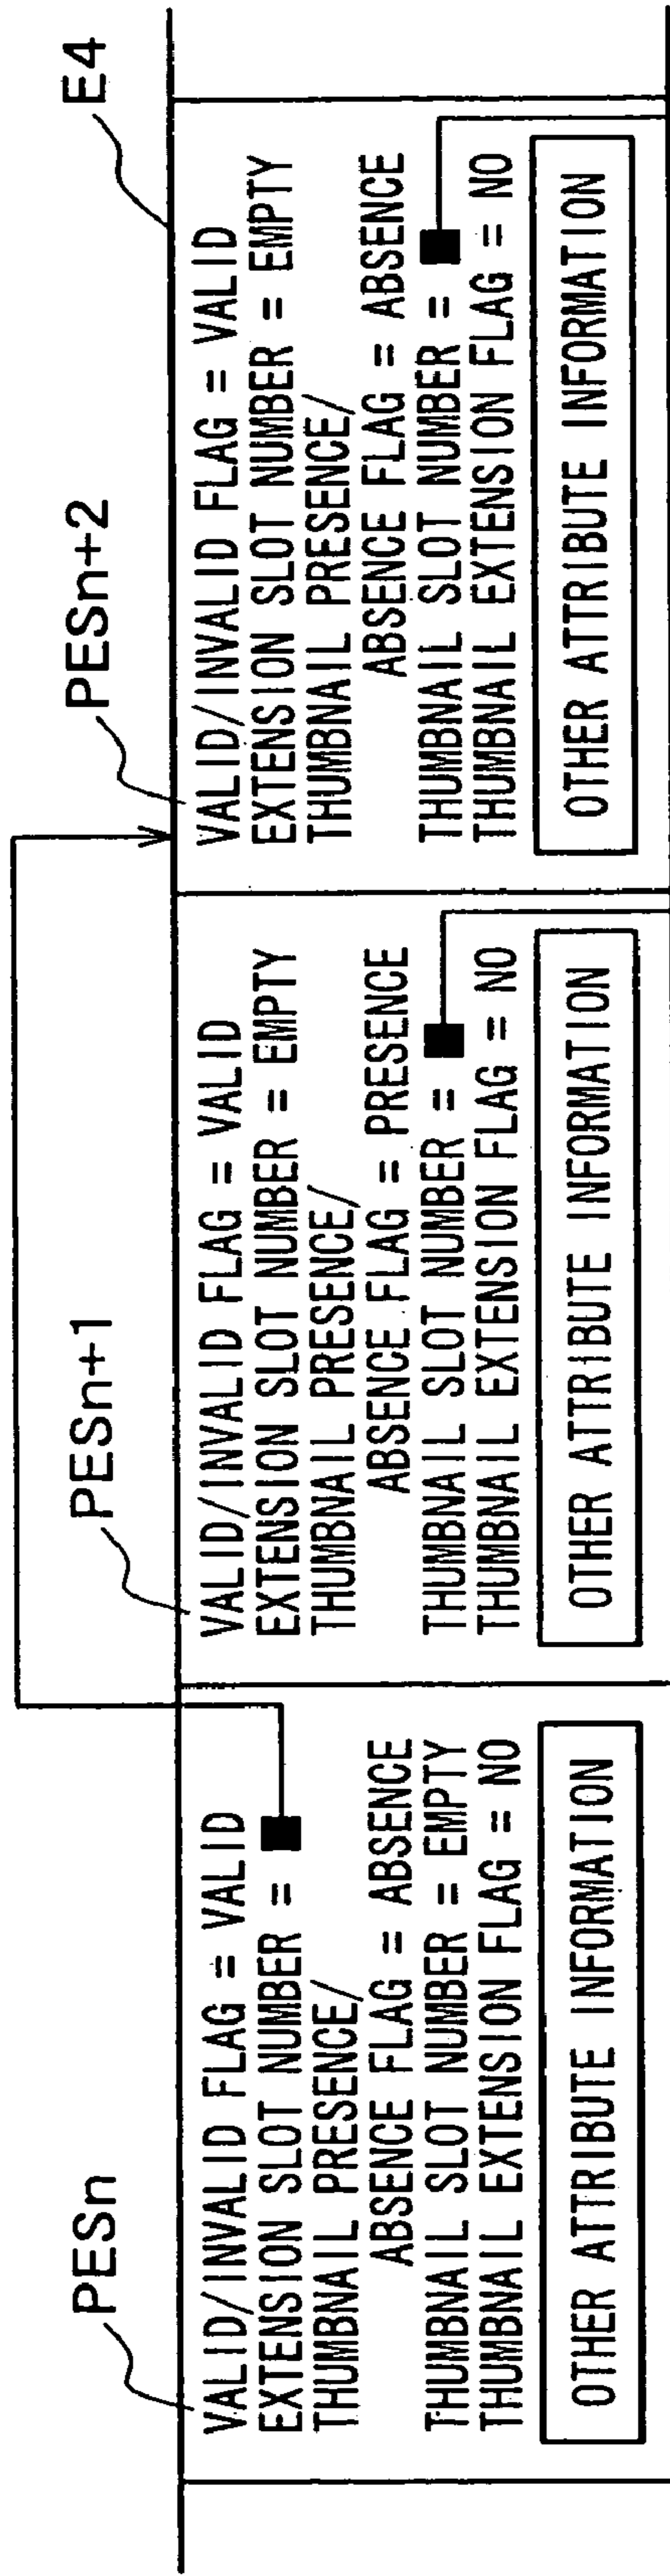 PESn
VALID/INVALID FLAG = VALID
EXTENSION SLOT NUMBER = ■
THUMBNAIL PRESENCE/
ABSENCE FLAG = ABSENCE
THUMBNAIL SLOT NUMBER = EMPTY
THUMBNAIL EXTENSION FLAG = NO
OTHER ATTRIBUTE INFORMATION
PESn+1
VALID/INVALID FLAG = VALID
EXTENSION SLOT NUMBER = EMPTY
THUMBNAIL PRESENCE/
ABSENCE FLAG = PRESENCE
THUMBNAIL SLOT NUMBER = ■
THUMBNAIL EXTENSION FLAG = NO
OTHER ATTRIBUTE INFORMATION
PESn+2
E4
VALID/INVALID FLAG = VALID
EXTENSION SLOT NUMBER = EMPTY
THUMBNAIL PRESENCE/
ABSENCE FLAG = ABSENCE
THUMBNAIL SLOT NUMBER = ■
THUMBNAIL EXTENSION FLAG = NO
OTHER ATTRIBUTE INFORMATION